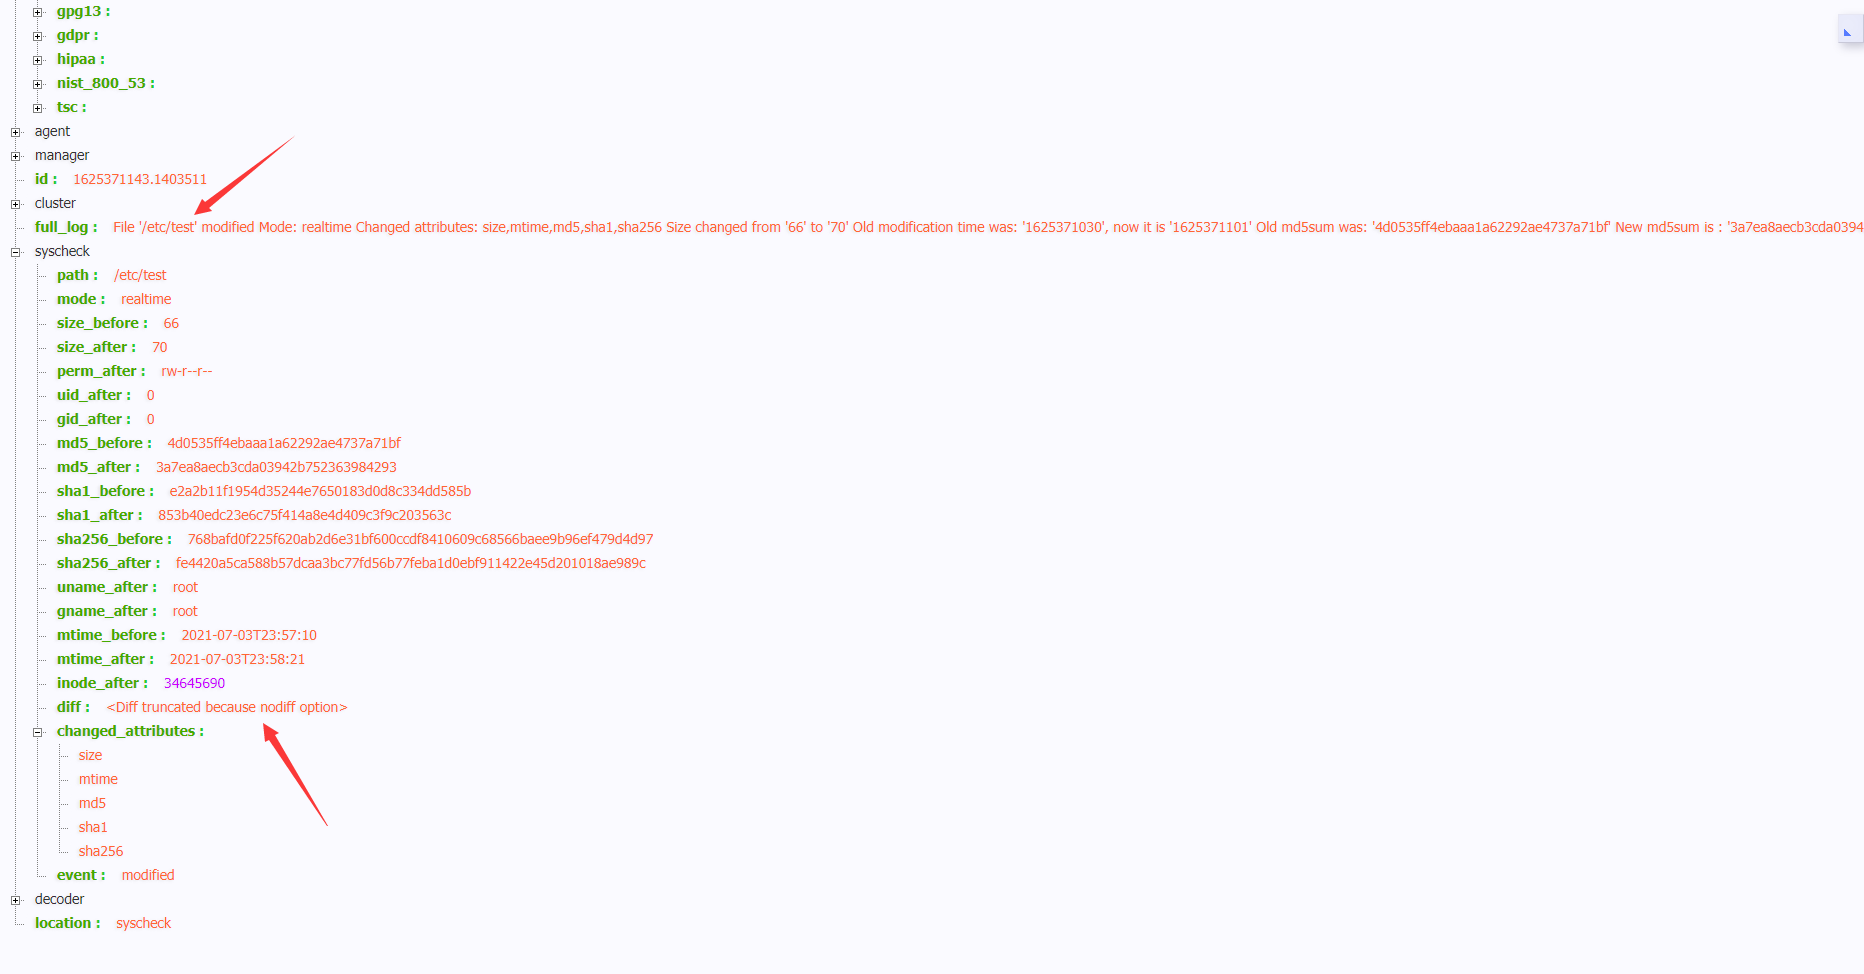 gpg13 :
gdpr :
hipaa :
nist_800_53 :
tsc :
agent
manager
id : 1625371143.1403511
cluster
full_log : File '/etc/test' modified Mode: realtime Changed attributes: size,mtime,md5,sha1,sha256 Size changed from '66' to '70' Old modification time was: '1625371030', now it is '1625371101' Old md5sum was: '4d0535ff4ebaaa1a62292ae4737a71bf' New md5sum is : '3a7ea8aecb3cda0394
syscheck
path : /etc/test
mode : realtime
size_before : 66
size_after : 70
perm_after : rw-r--r--
uid_after : 0
gid_after : 0
md5_before : 4d0535ff4ebaaa1a62292ae4737a71bf
md5_after : 3a7ea8aecb3cda03942b752363984293
sha1_before : e2a2b11f1954d35244e7650183d0d8c334dd585b
sha1_after : 853b40edc23e6c75f414a8e4d409c3f9c203563c
sha256_before : 768bafd0f225f620ab2d6e31bf600ccdf8410609c68566baee9b96ef479d4d97
sha256_after : fe4420a5ca588b57dcaa3bc77fd56b77feba1d0ebf911422e45d201018ae989c
uname_after : root
gname_after : root
mtime_before : 2021-07-03T23:57:10
mtime_after : 2021-07-03T23:58:21
inode_after : 34645690
diff : <Diff truncated because nodiff option>
changed_attributes :
size
mtime
md5
sha1
sha256
event : modified
decoder
location : syscheck